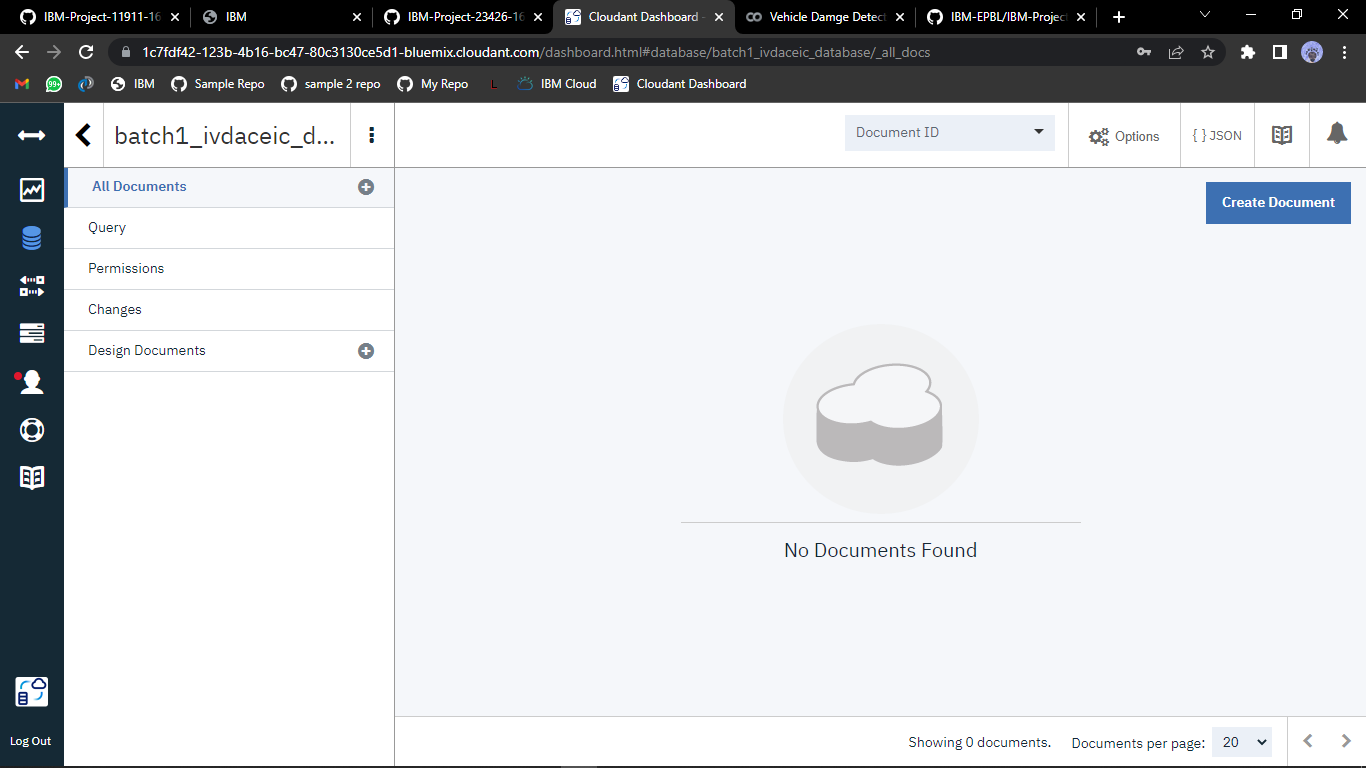 IBM-Project-11911-16
IBM
IBM-Project-23426-16
Cloudant Dashboard -
Vehicle Damge Detect
IBM-EPBL/IBM-Project
1c7fdf42-123b-4b16-bc47-80c3130ce5d1-bluemix.cloudant.com/dashboard.html#database/batch1_ivdaceic_database/_all_docs
99+
IBM
Sample Repo
sample 2 repo
My Repo
L
IBM Cloud
Cloudant Dashboard
batch1_ivdaceic_d...
Document ID
Options
{ } JSON
All Documents
Create Document
Query
Permissions
Changes
Design Documents
No Documents Found
Log Out
Showing 0 documents.
Documents per page: 20